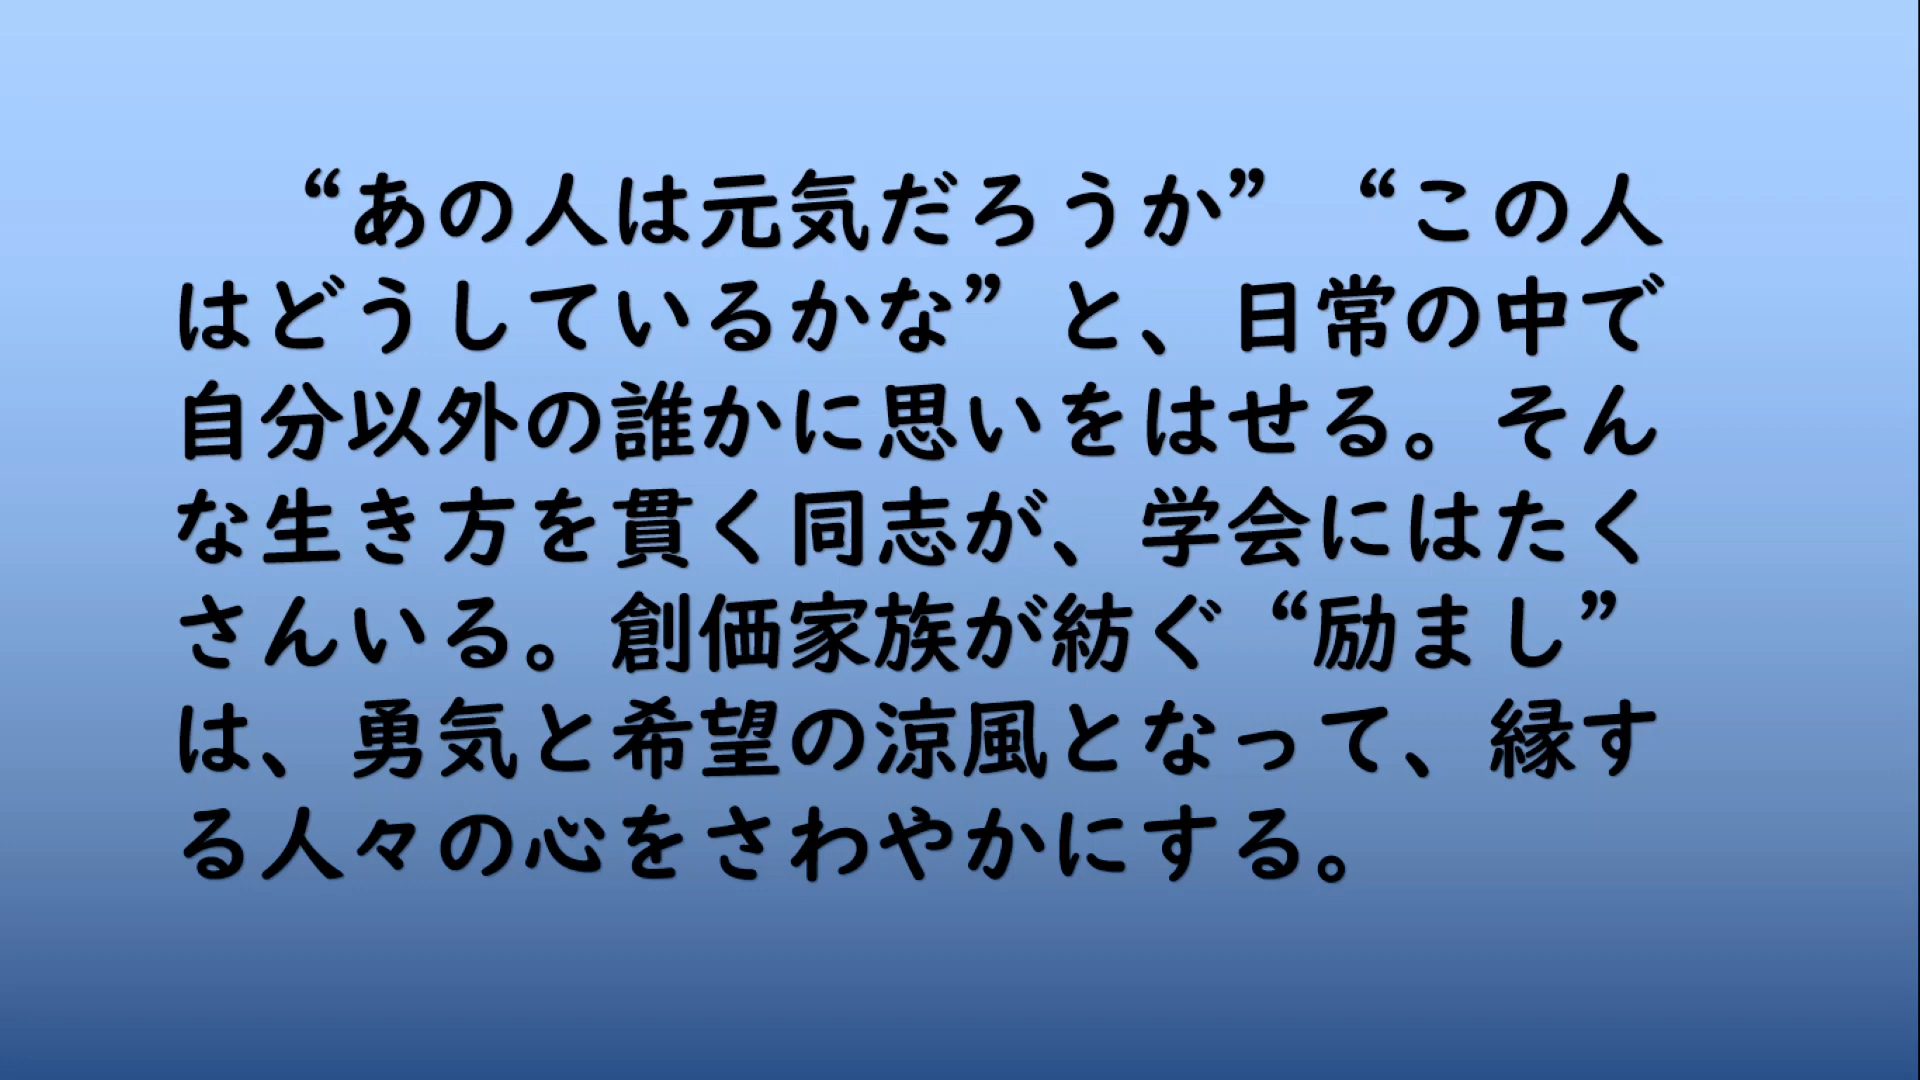 “あの人は元気だろうか” “この人
はどうしているかな”と、日常の中で
自分以外の誰かに思いをはせる。そん
な生き方を貫く同志が、学会にはたく
さんいる。創価家族が紡ぐ“励まし”
は、勇気と希望の涼風となって、縁す
る人々の心をさわやかにする。